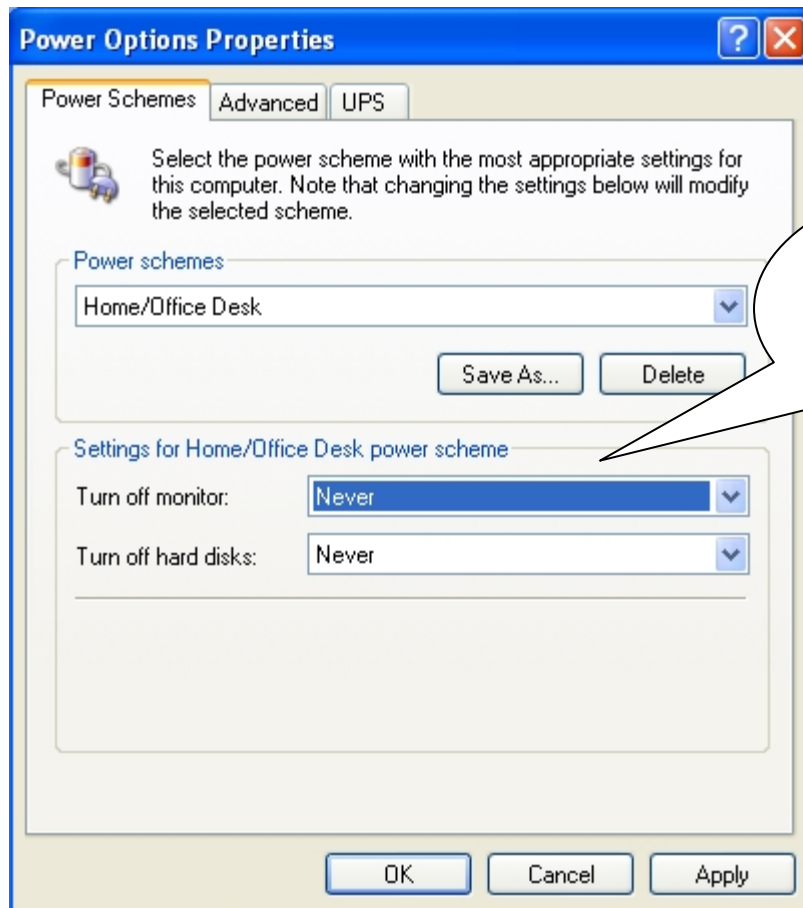 Power Options Properties
?
Power Schemes Advanced UPS
Select the power scheme with the most appropriate settings for
this computer. Note that changing the settings below will modify
the selected scheme.
Power schemes
Home/Office Desk
Save As... Delete
Settings for Home/Office Desk power scheme
Turn off monitor: Never
Turn off hard disks: Never
OK Cancel Apply